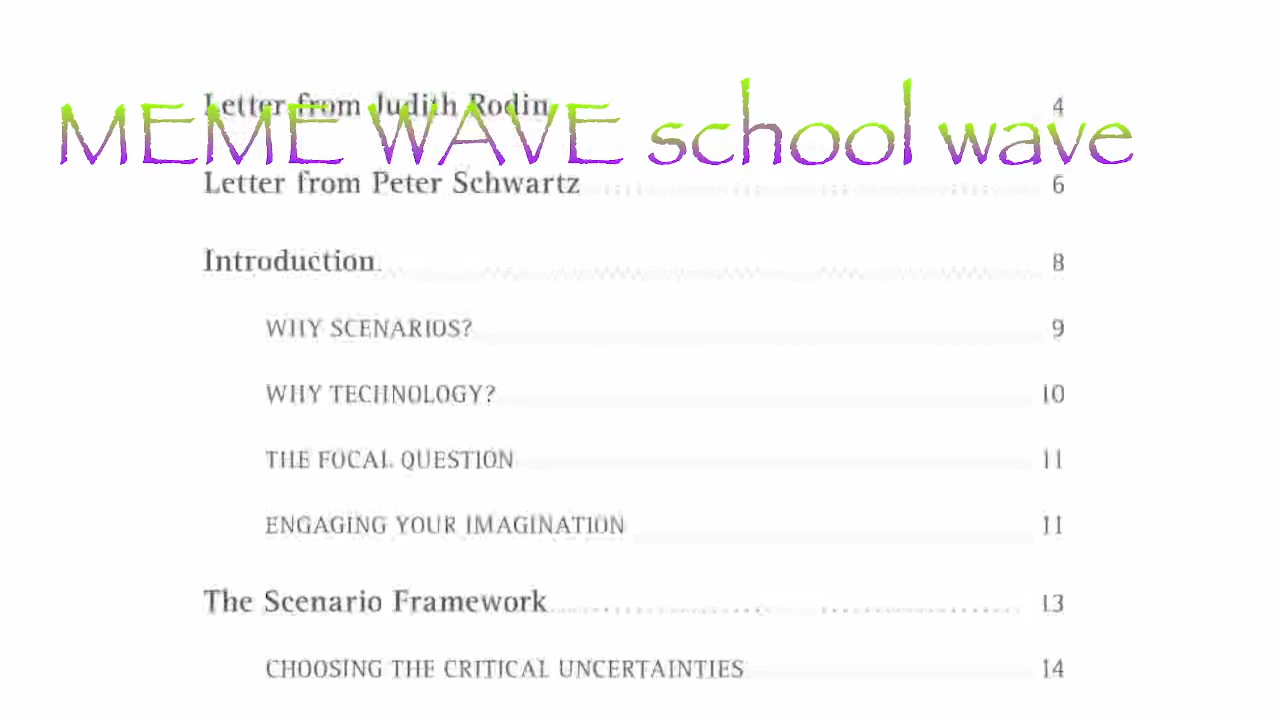 Letter from Judith Rodin 4
MEME WAVE school wave
Letter from Peter Schwartz 6
Introduction 8
WHY SCENARIOS? 9
WHY TECHNOLOGY? 10
THE FOCAL QUESTION 11
ENGAGING YOUR IMAGINATION 11
The Scenario Framework 13
CHOOSING THE CRITICAL UNCERTAINTIES 14